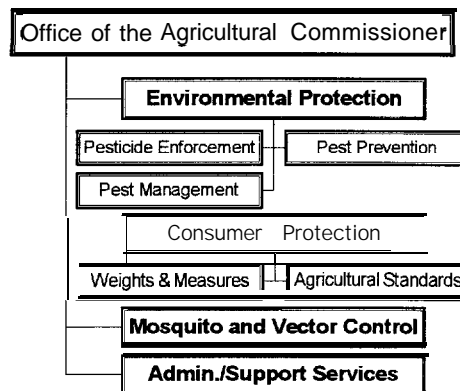 Office of the Agricultural Commissioner
Environmental Protection
Pesticide Enforcement Pest Prevention
Pest Management
Consumer Protection
Weights & Measures Agricultural Standards
Mosquito and Vector Control
Admin./Support Services